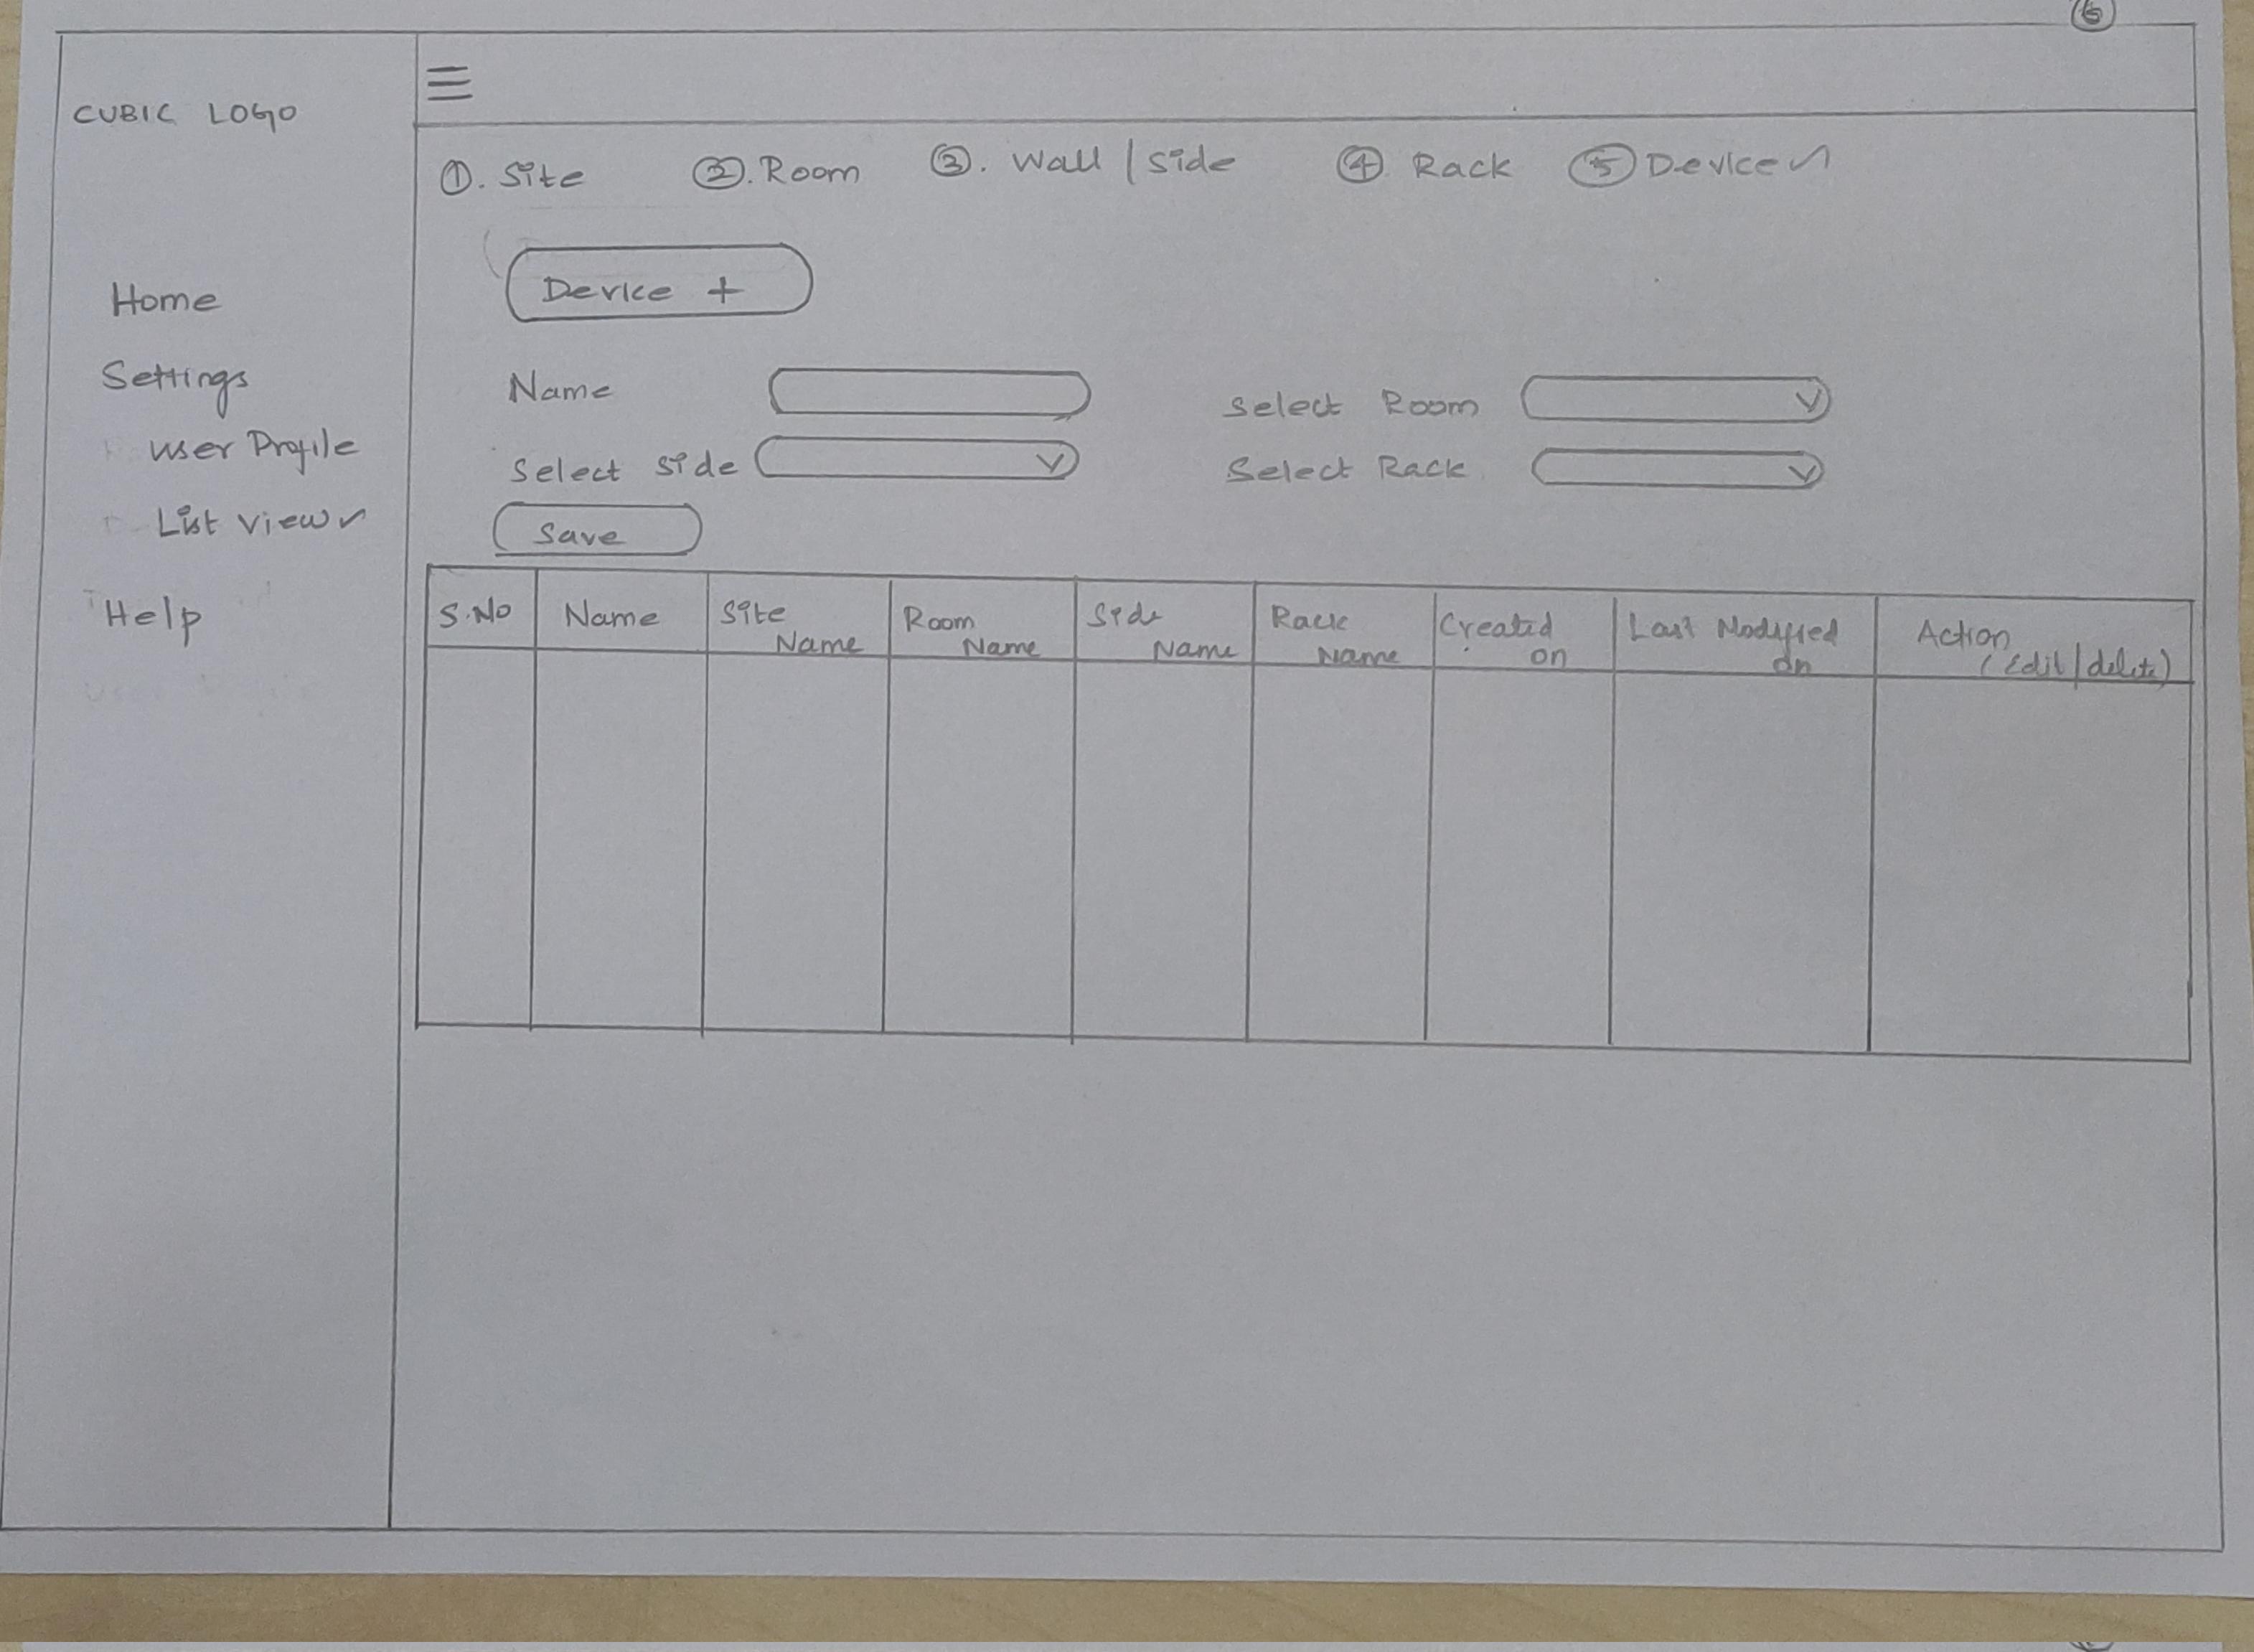 6
CUBIC LOGO
Home
Settings
User Profile
List view
Help
1. Site 2. Room 3. Wall / side 4 Rack 5 Device
Device +
Name
Select Room
Select side
Select Rack
Save
S.No Name Site Name Room Name Side Name Rack Name Created on Last Modified on Action (Edit/delete)